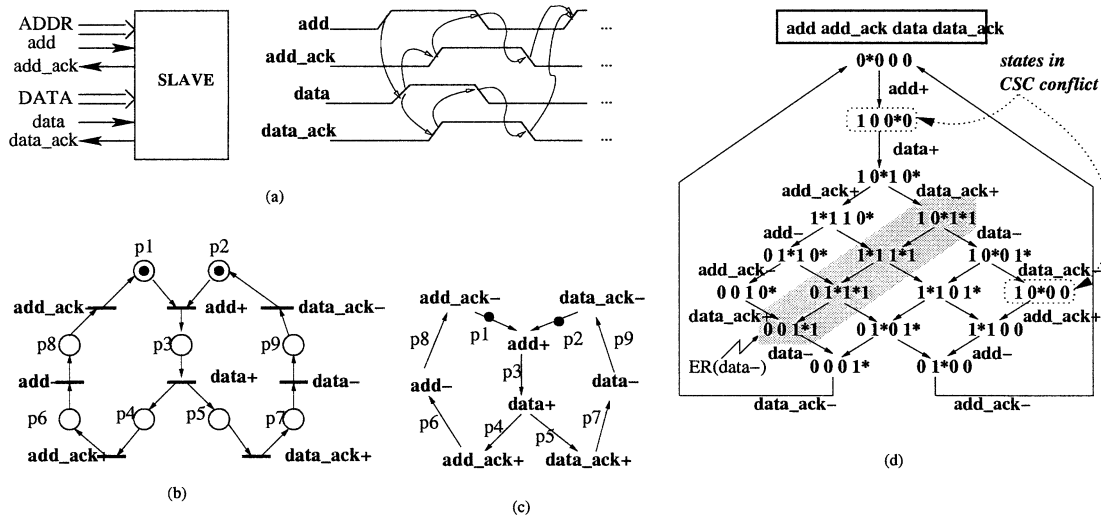 ADDR
add
add_ack
DATA
data
data_ack
SLAVE
add
add_ack
data
data_ack
...
...
...
...
(a)
p1
p2
add_ack-
add+
data_ack-
p8
p3
p9
add-
data+
data-
p6
p4
p5
p7
add_ack+
data_ack+
(b)
add_ack-
data_ack-
p1
p2
add+
p8
p3
p9
add-
data-
data+
p6
p4
p5
p7
add_ack+
data_ack+
(c)
add add_ack data data_ack
0*0 0 0
states in
CSC conflict
add+
1 0 0*0
data+
1 0*1 0*
add_ack+
data_ack+
1*1 1 0*
1 0*1*1
add-
data-
0 1*1 0*
1*1 1*1
1 0*0 1*
add_ack-
data_ack-
0 0 1 0*
0 1*1*1
1*1 0 1*
1 0*0 0
data_ack+
add_ack+
0 0 1*1
0 1*0 1*
1*1 0 0
ER(data-)
data-
add-
0 0 0 1*
0 1*0 0
data_ack-
add_ack-
(d)